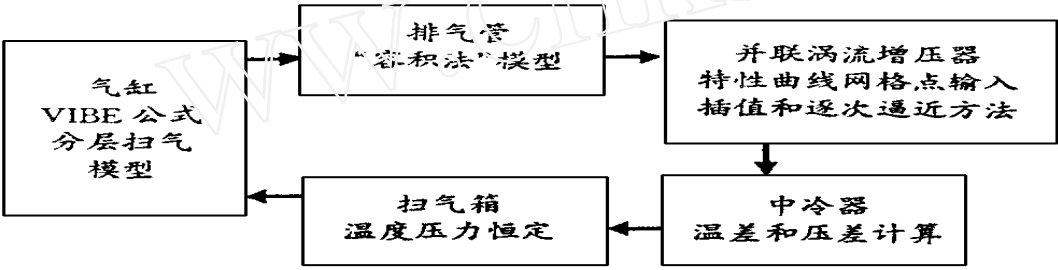 气缸
VIBE 公式
分层扫气
模型
排气管
“容积法”模型
并联涡流增压器
特性曲线网格点输入
插值和逐次逼近方法
中冷器
温差和压差计算
扫气箱
温度压力恒定